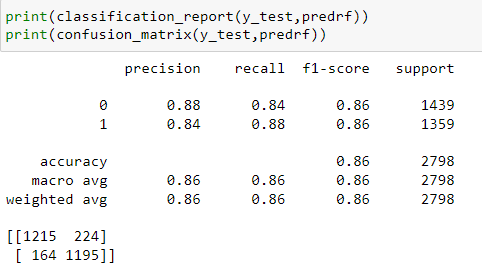 print(classification_report(y_test,predrf))
print(confusion_matrix(y_test,predrf))
precision recall f1-score support
0 0.88 0.84 0.86 1439
1 0.84 0.88 0.86 1359
accuracy 0.86 2798
macro avg 0.86 0.86 0.86 2798
weighted avg 0.86 0.86 0.86 2798
[[1215 224]
[ 164 1195]]